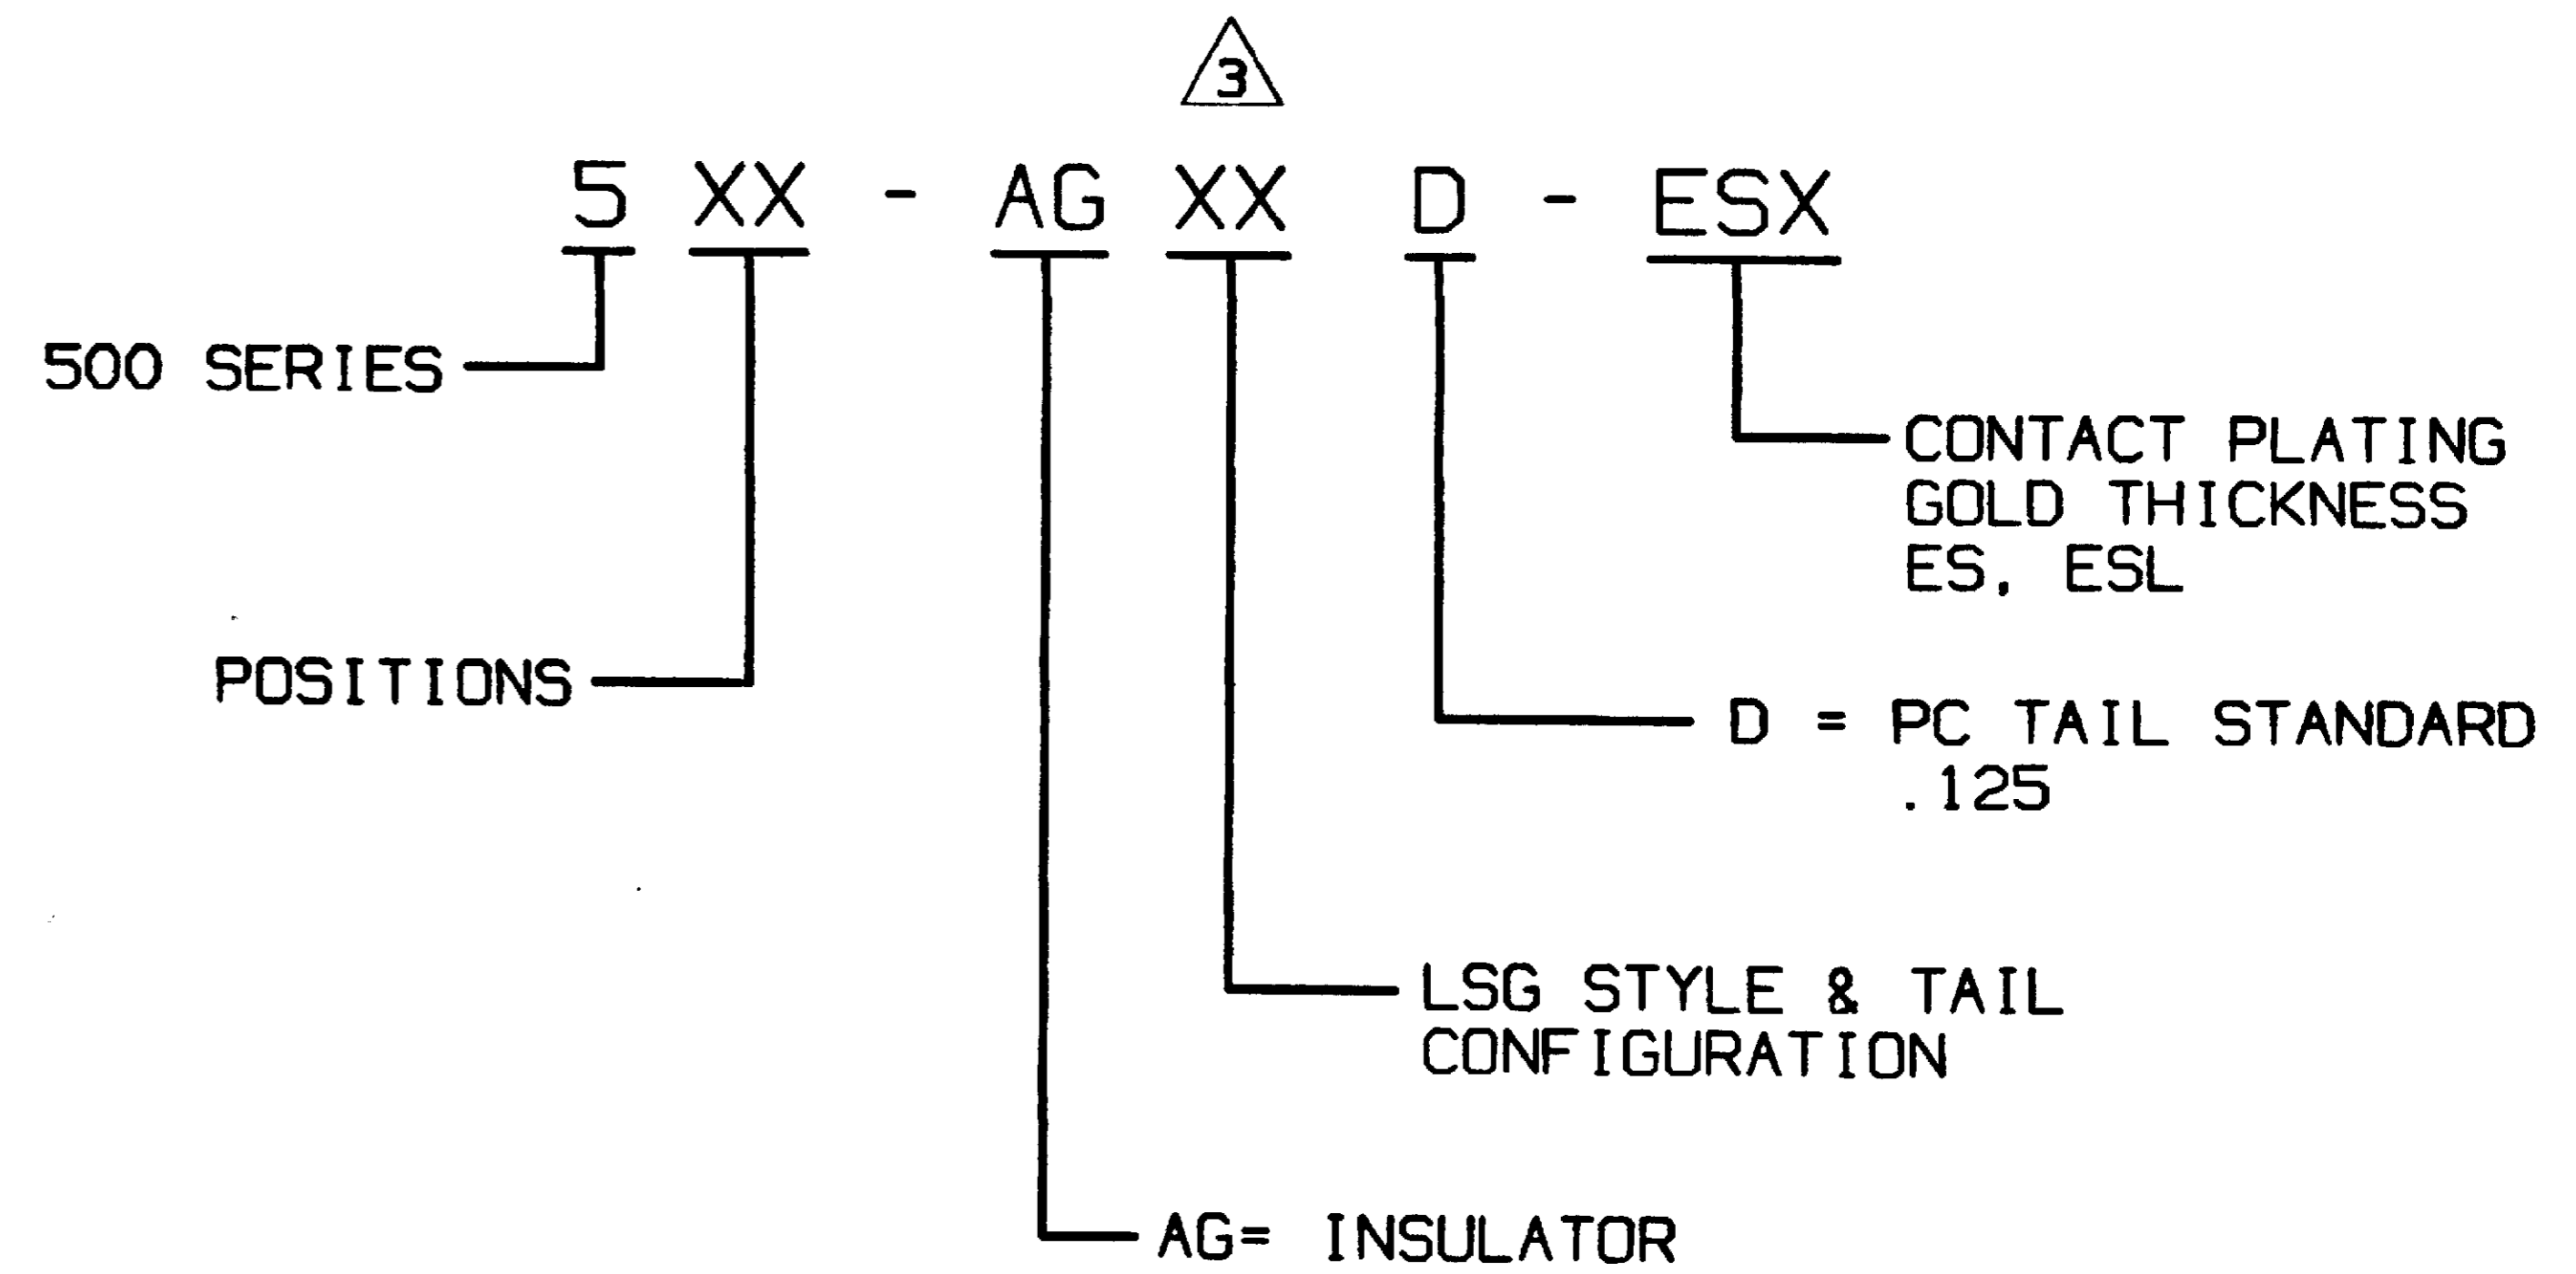 3
5 XX - AG XX D - ESX
500 SERIES
CONTACT PLATING
GOLD THICKNESS
ES, ESL
POSITIONS
D = PC TAIL STANDARD
.125
LSG STYLE & TAIL
CONFIGURATION
AG= INSULATOR